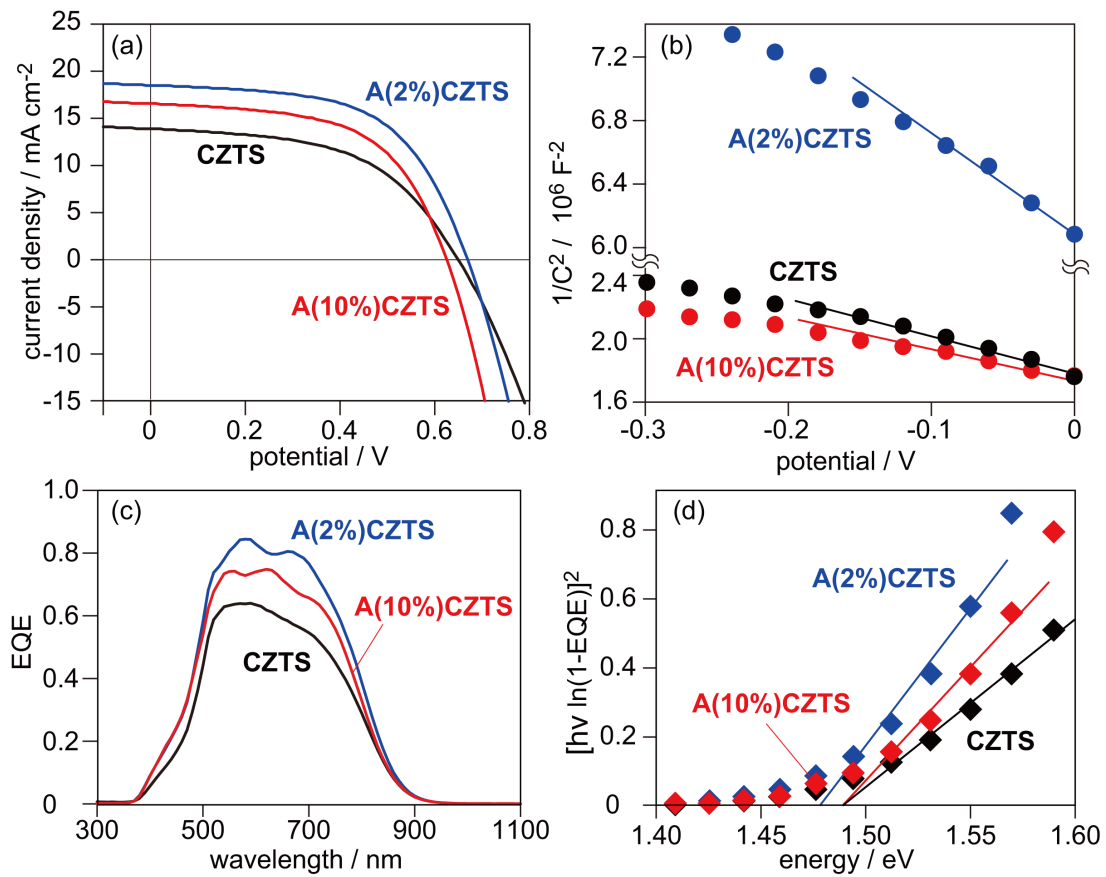 (a)
25
20
15
10
5
0
-5
-10
-15
current density / mA cm⁻²
A(2%)CZTS
CZTS
A(10%)CZTS
0
0.2
0.4
0.6
0.8
potential / V
(b)
7.2
6.8
6.4
6.0
2.4
2.0
1.6
1/C² / 10⁶ F⁻²
A(2%)CZTS
CZTS
A(10%)CZTS
-0.3
-0.2
-0.1
0
potential / V
(c)
1.0
0.8
0.6
0.4
0.2
0
EQE
A(2%)CZTS
A(10%)CZTS
CZTS
300
500
700
900
1100
wavelength / nm
(d)
0.8
0.6
0.4
0.2
0
[hν ln(1-EQE)]²
A(2%)CZTS
A(10%)CZTS
CZTS
1.40
1.45
1.50
1.55
1.60
energy / eV